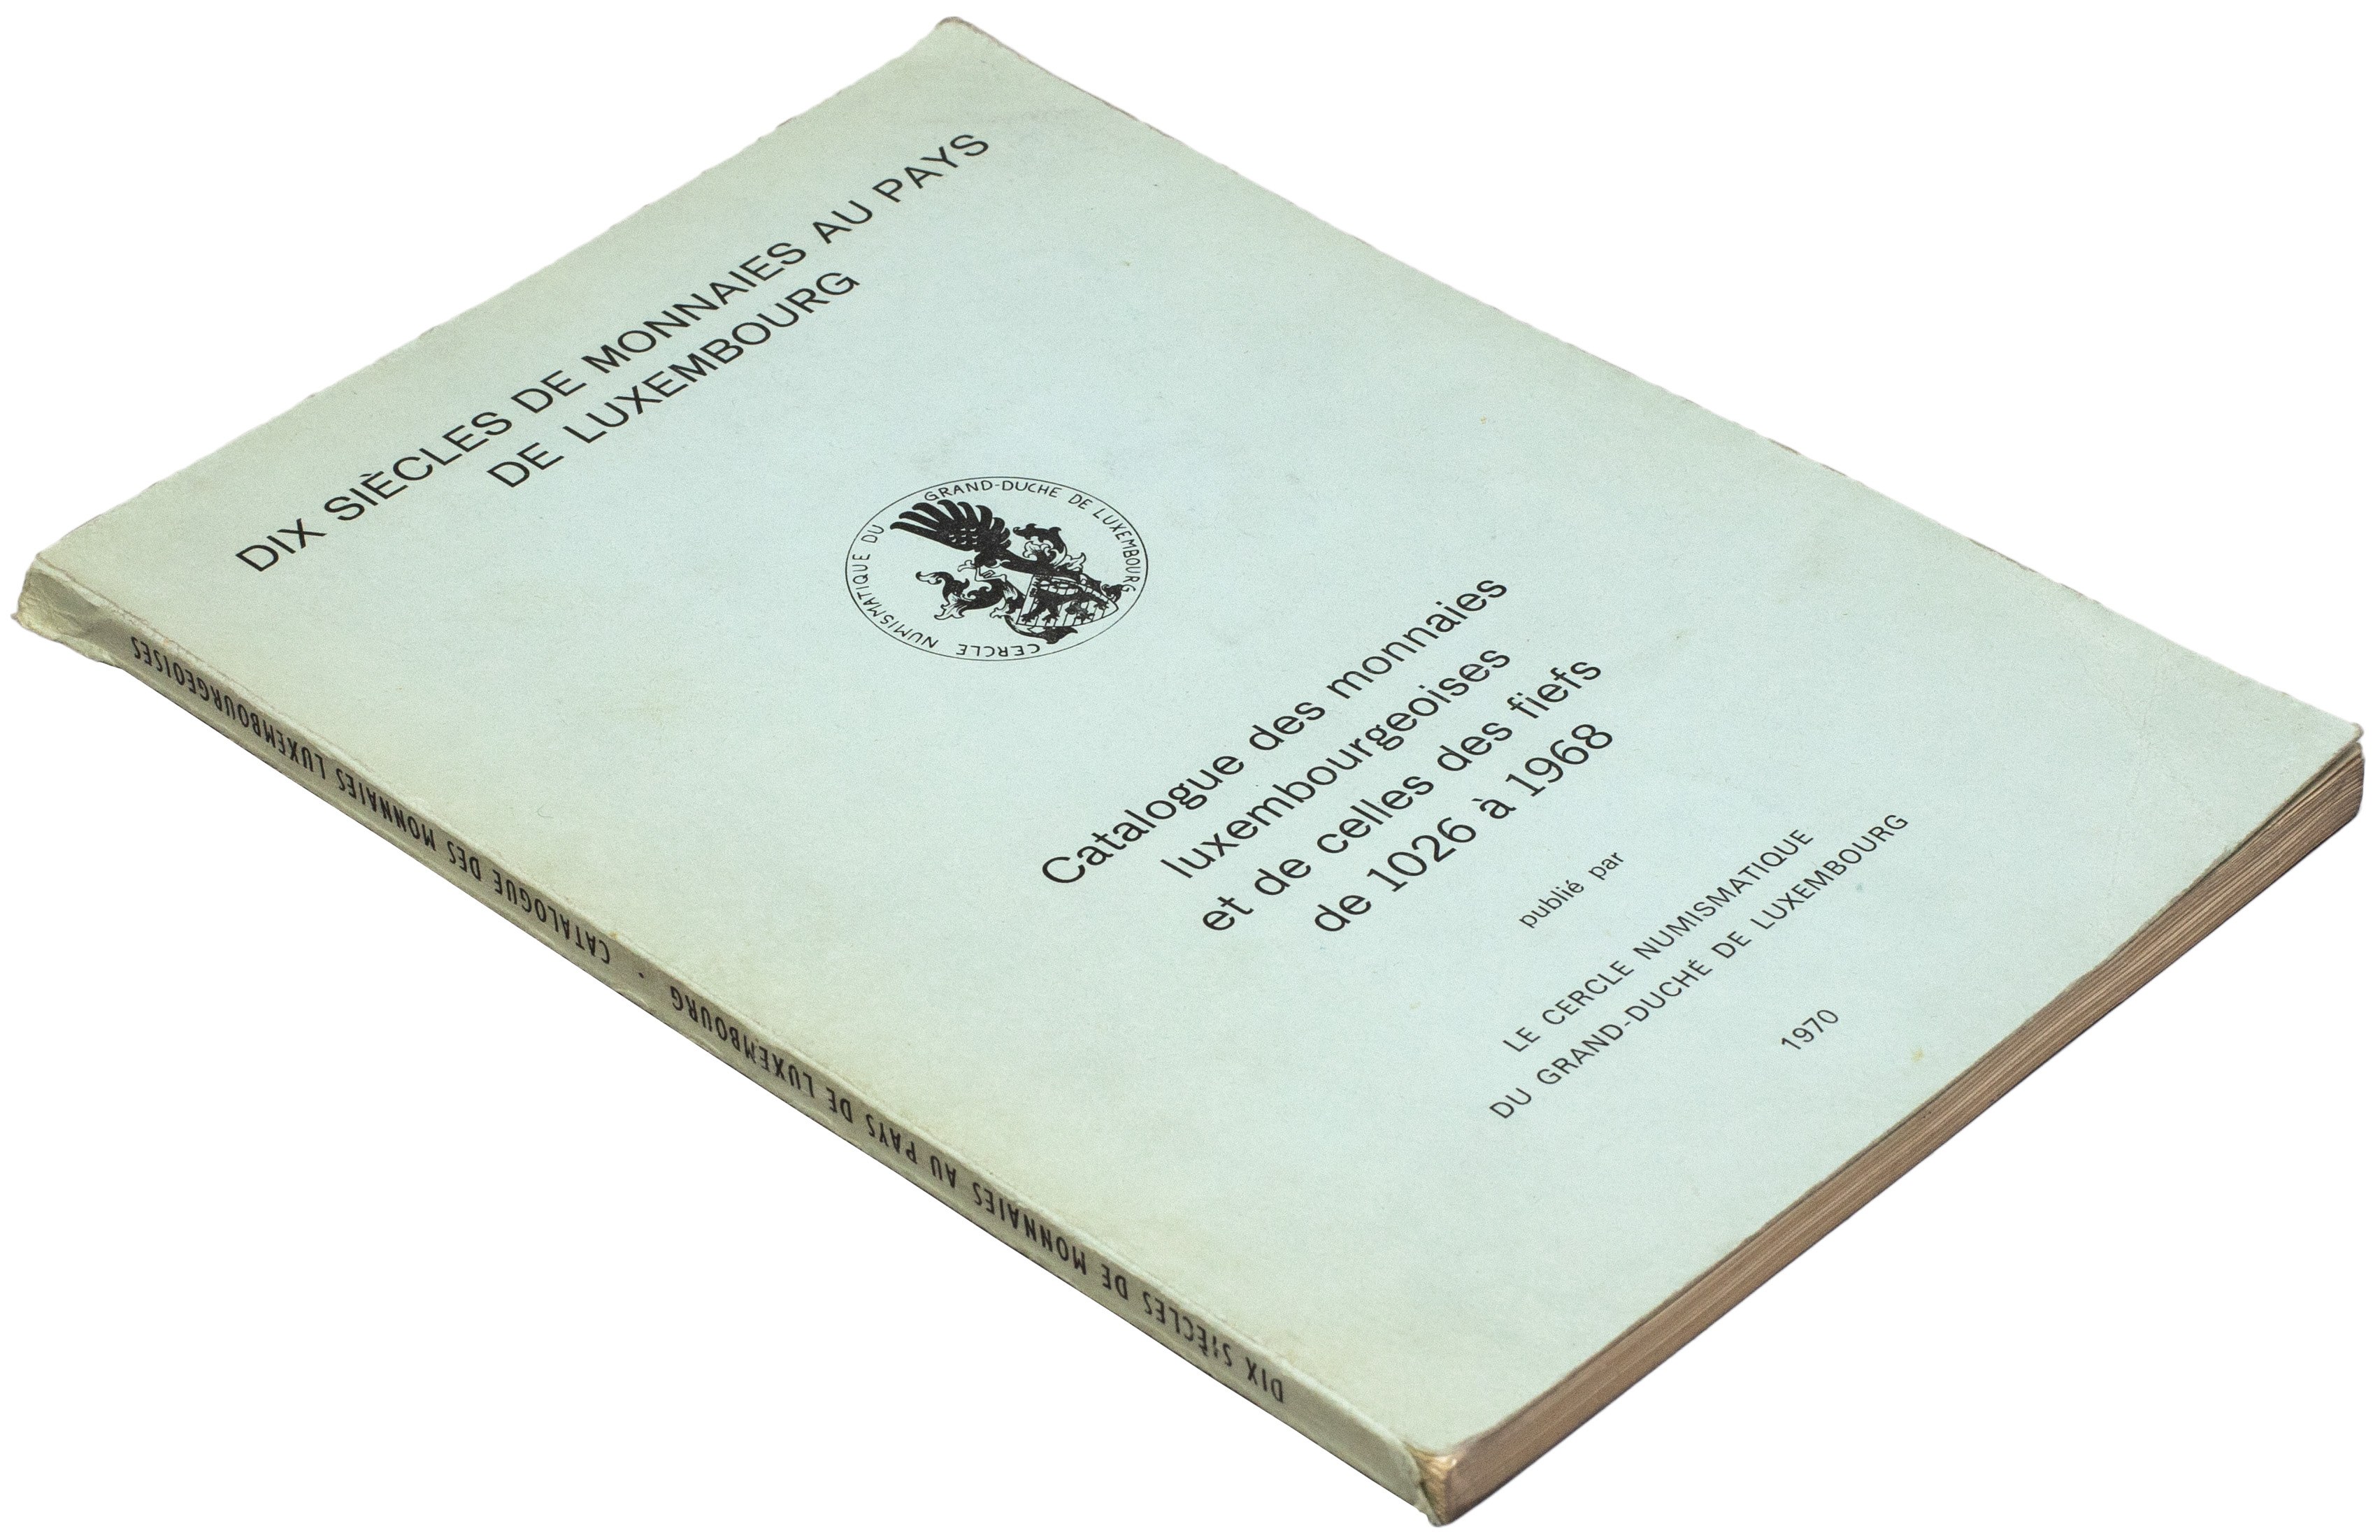 DIX SIÈCLES DE MONNAIES AU PAYS
DE LUXEMBOURG
CERCLE NUMISMATIQUE DU GRAND-DUCHE DE LUXEMBOURG
Catalogue des monnaies
luxembourgeoises
et de celles des fiefs
de 1026 à 1968
publié par
LE CERCLE NUMISMATIQUE
DU GRAND-DUCHÉ DE LUXEMBOURG
1970
DIX SIÈCLES DE MONNAIES AU PAYS DE LUXEMBOURG · CATALOGUE DES MONNAIES LUXEMBOURGEOISES